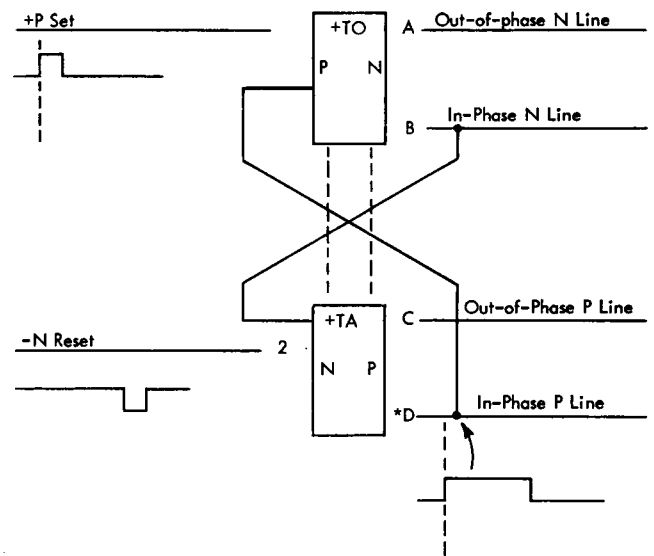 +P Set
+TO
A
Out-of-phase N Line
P
N
B
In-Phase N Line
+TA
C
Out-of-Phase P Line
-N Reset
2
N
P
*D
In-Phase P Line